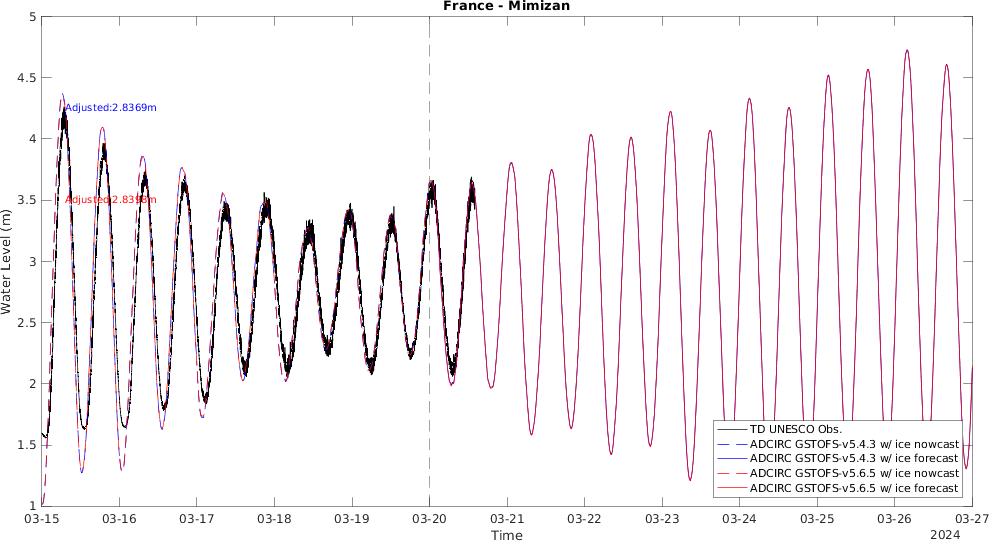 France - Mimizan
5
4.5
4
3.5
3
2.5
2
1.5
1
Water Level (m)
Adjusted:2.8369m
Adjusted:2.8398m
TD UNESCO Obs.
ADCIRC GSTOFS-v5.4.3 w/ ice nowcast
ADCIRC GSTOFS-v5.4.3 w/ ice forecast
ADCIRC GSTOFS-v5.6.5 w/ ice nowcast
ADCIRC GSTOFS-v5.6.5 w/ ice forecast
03-15 03-16 03-17 03-18 03-19 03-20 03-21 03-22 03-23 03-24 03-25 03-26 03-27
Time
2024